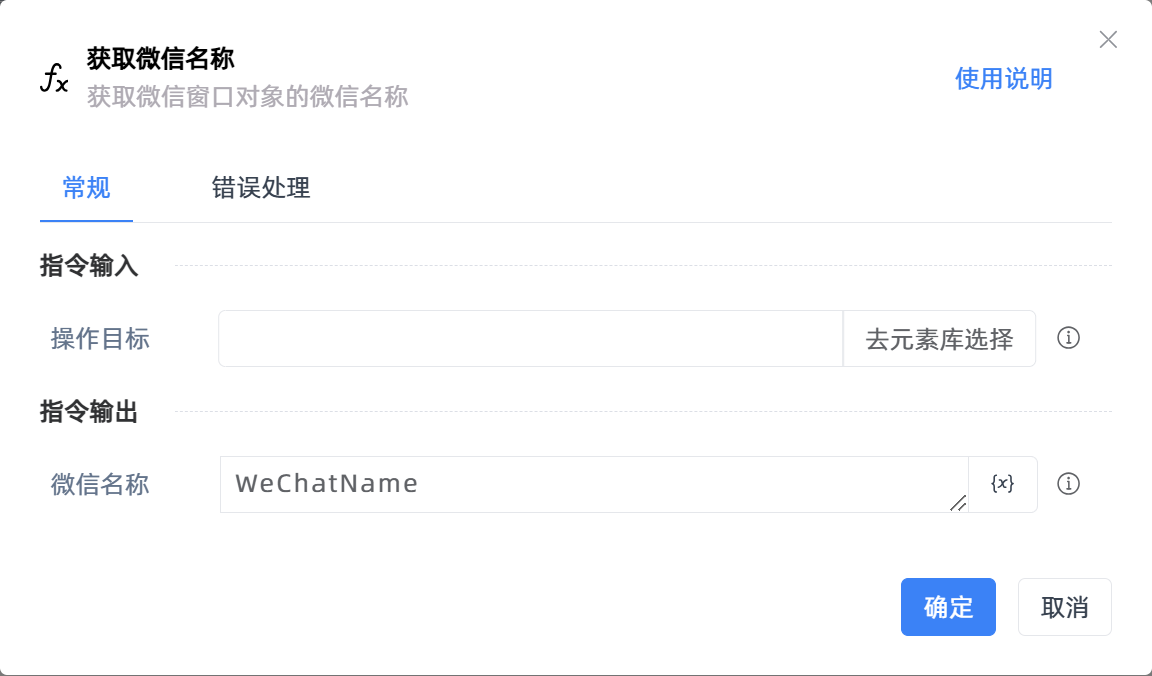 获取微信名称
获取微信窗口对象的微信名称
使用说明
常规
错误处理
指令输入
操作目标
去元素库选择
指令输出
微信名称
WeChatName
{x}
确定
取消